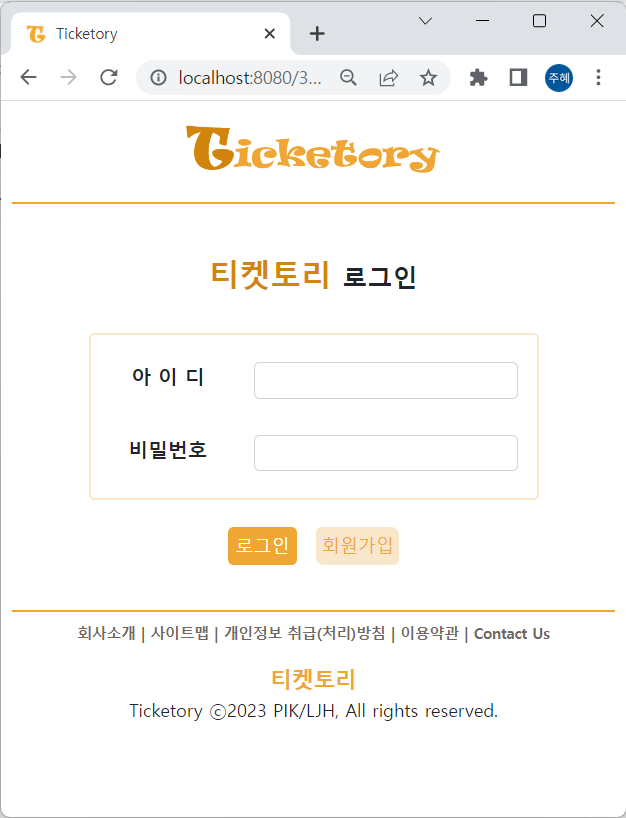 Ticketory
localhost:8080/3...
주혜
Ticketory
티켓토리 로그인
아 이 디
비밀번호
로그인 회원가입
회사소개 | 사이트맵 | 개인정보 취급(처리)방침 | 이용약관 | Contact Us
티켓토리
Ticketory ⓒ2023 PIK/LJH, All rights reserved.